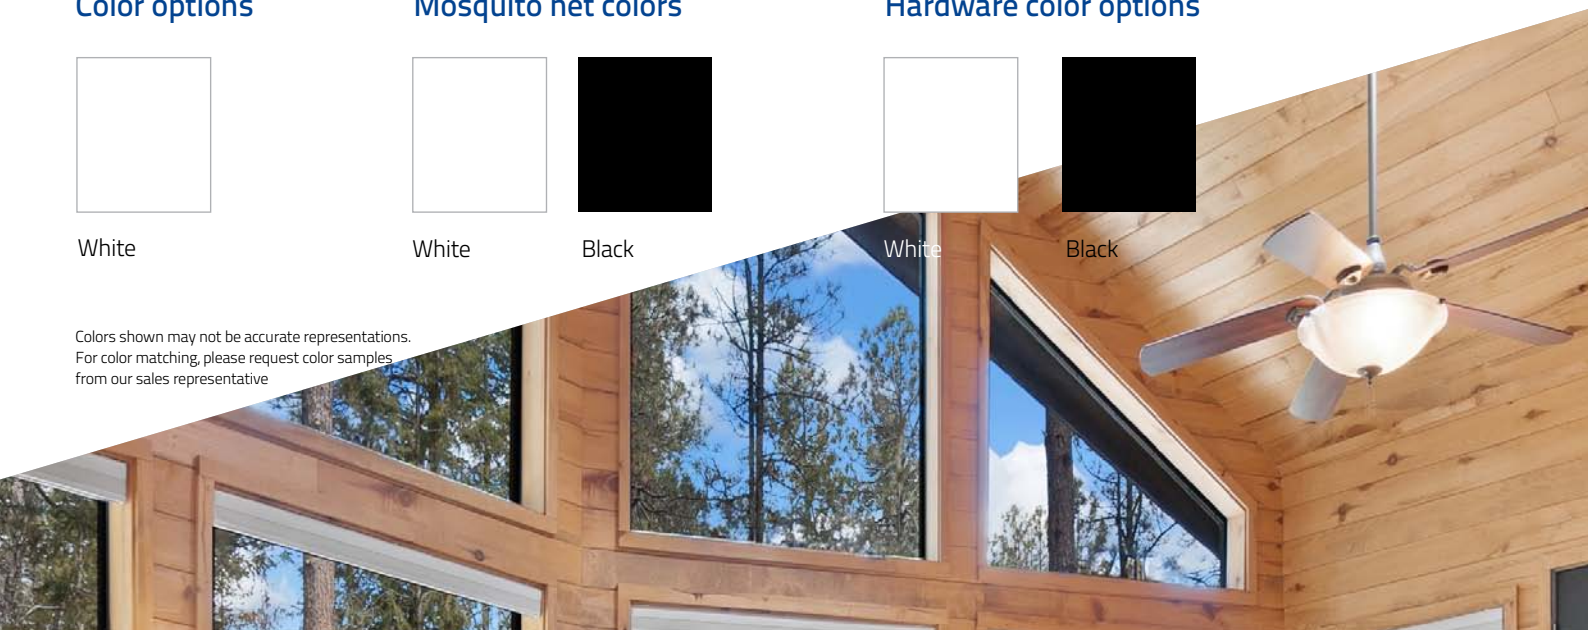 Color options
Mosquito net colors
Hardware color options
White
White
Black
White
Black
Colors shown may not be accurate representations.
For color matching, please request color samples
from our sales representative